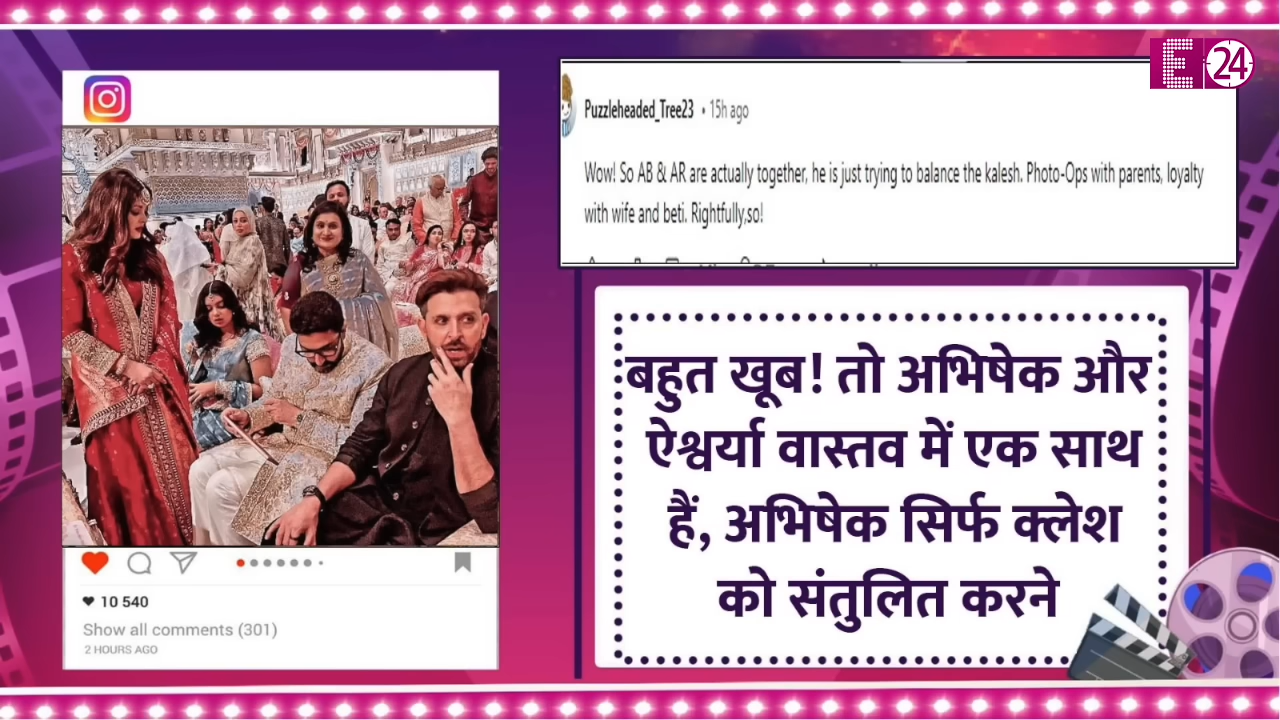 E 24
Puzzleheaded_Tree23 • 15h ago
Wow! So AB & AR are actually together, he is just trying to balance the kalesh. Photo-Ops with parents, loyalty
with wife and beti. Rightfully,so!
बहुत खूब! तो अभिषेक और
ऐश्वर्या वास्तव में एक साथ
हैं, अभिषेक सिर्फ क्लेश
को संतुलित करने
10 540
Show all comments (301)
2 HOURS AGO